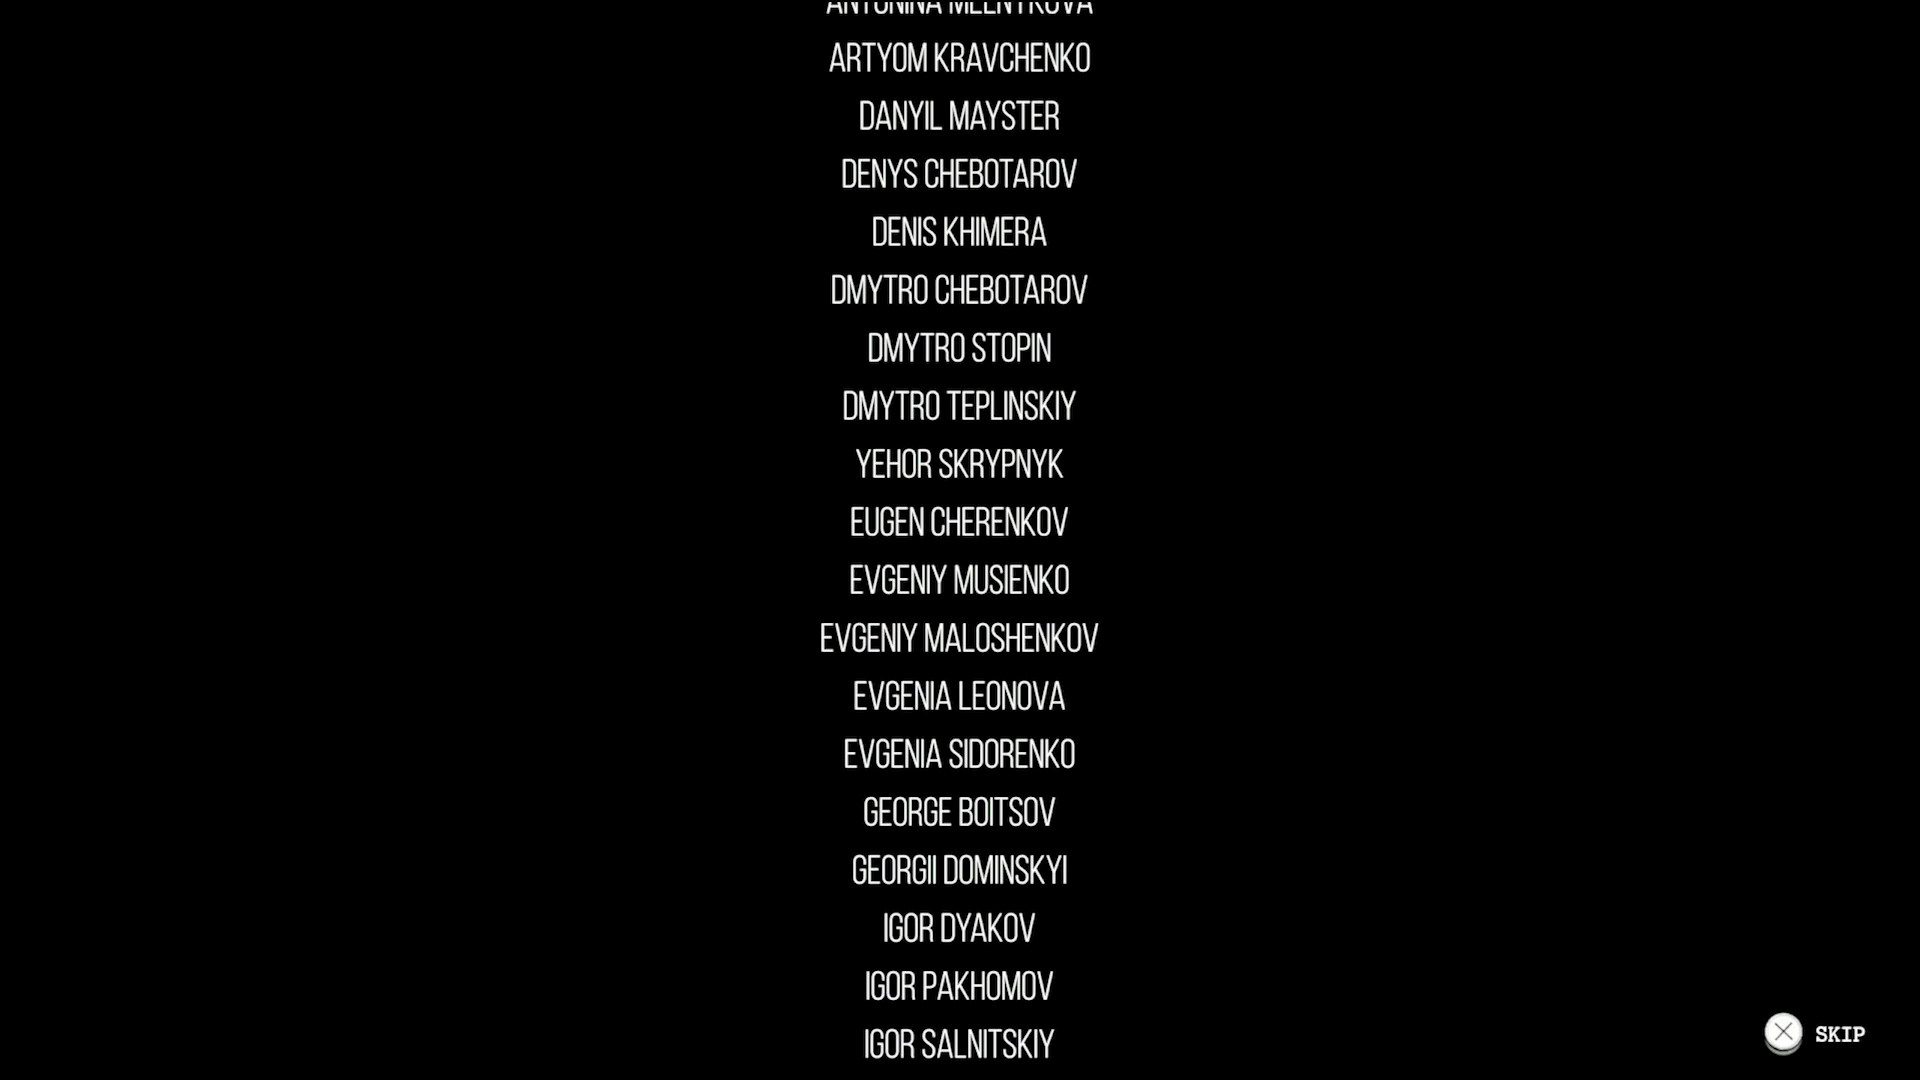 ARTYOM KRAVCHENKO
DANYIL MAYSTER
DENYS CHEBOTAROV
DENIS KHIMERA
DMYTRO CHEBOTAROV
DMYTRO STOPIN
DMYTRO TEPLINSKIY
YEHOR SKRYPNYK
EUGEN CHERENKOV
EVGENIY MUSIENKO
EVGENIY MALOSHENKOV
EVGENIA LEONOVA
EVGENIA SIDORENKO
GEORGE BOITSOV
GEORGII DOMINSKYI
IGOR DYAKOV
IGOR PAKHOMOV
IGOR SALNITSKIY
SKIP